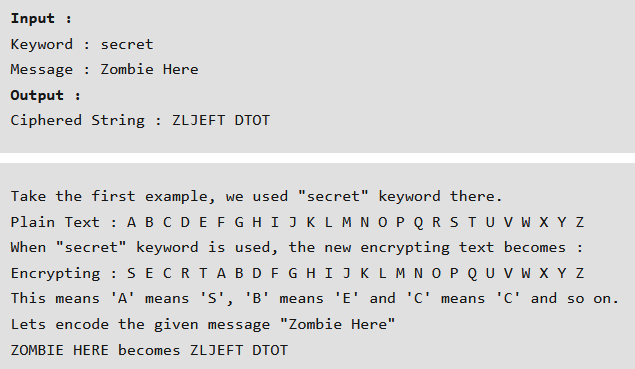 Input :
Keyword : secret
Message : Zombie Here
Output :
Ciphered String : ZLJEFT DTOT
Take the first example, we used "secret" keyword there.
Plain Text : A B C D E F G H I J K L M N O P Q R S T U V W X Y Z
When "secret" keyword is used, the new encrypting text becomes :
Encrypting : S E C R T A B D F G H I J K L M N O P Q U V W X Y Z
This means 'A' means 'S', 'B' means 'E' and 'C' means 'C' and so on.
Lets encode the given message "Zombie Here"
ZOMBIE HERE becomes ZLJEFT DTOT